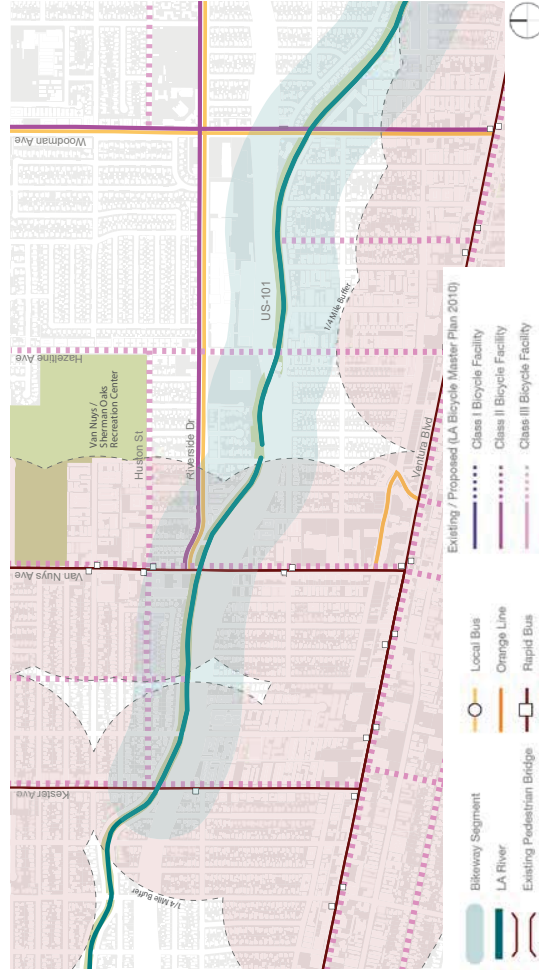 Woodman Ave
US-101
1/4 Mile Buffer
Hazeltine Ave
Van Nuys /
Sherman Oaks
Recreation Center
Huston St
Riverside Dr
Ventura Blvd
Van Nuys Ave
Kester Ave
1/4 Mile Buffer
Existing / Proposed (LA Bicycle Master Plan 2010)
Class I Bicycle Facility
Class II Bicycle Facility
Class III Bicycle Facility
Local Bus
Orange Line
Rapid Bus
Bikeway Segment
LA River
Existing Pedestrian Bridge